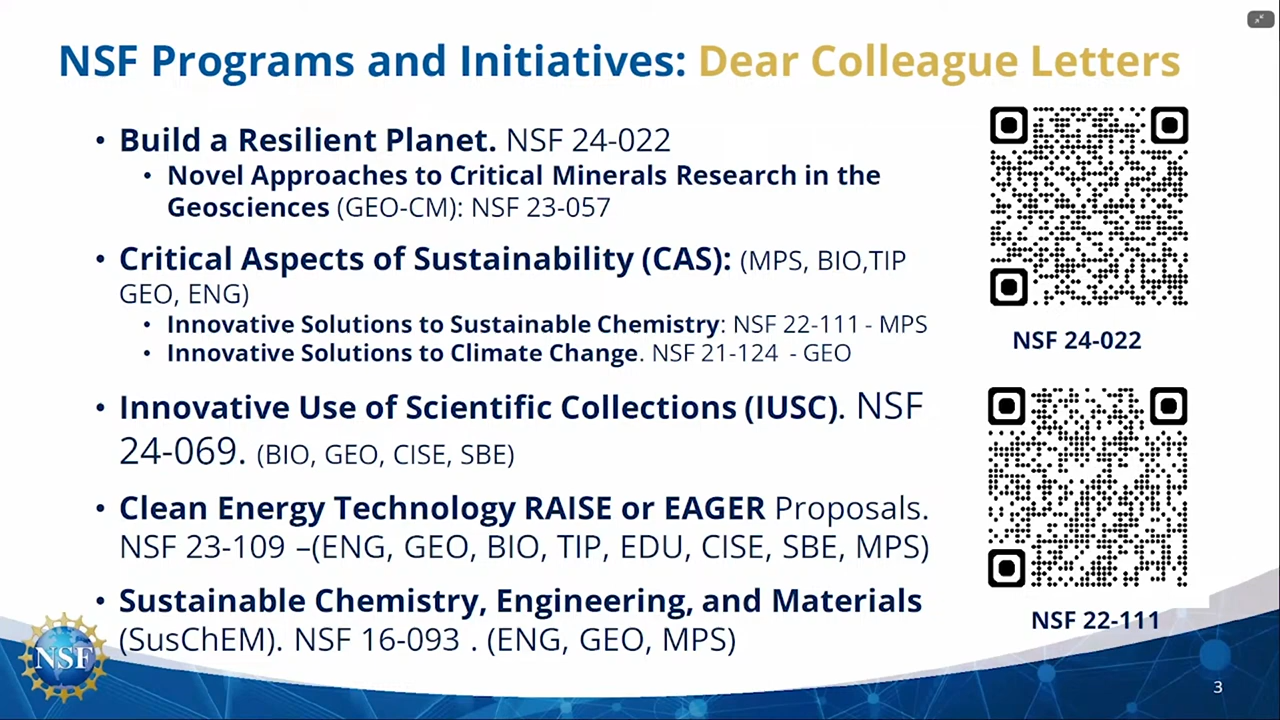 NSF Programs and Initiatives: Dear Colleague Letters
• Build a Resilient Planet. NSF 24-022
• Novel Approaches to Critical Minerals Research in the
Geosciences (GEO-CM): NSF 23-057
• Critical Aspects of Sustainability (CAS): (MPS, BIO,TIP
GEO, ENG)
• Innovative Solutions to Sustainable Chemistry: NSF 22-111 - MPS
• Innovative Solutions to Climate Change. NSF 21-124 - GEO
• Innovative Use of Scientific Collections (IUSC). NSF
24-069. (BIO, GEO, CISE, SBE)
• Clean Energy Technology RAISE or EAGER Proposals.
NSF 23-109 –(ENG, GEO, BIO, TIP, EDU, CISE, SBE, MPS)
• Sustainable Chemistry, Engineering, and Materials
(SusChEM). NSF 16-093 . (ENG, GEO, MPS)
NSF 24-022
NSF 22-111
NSF
3